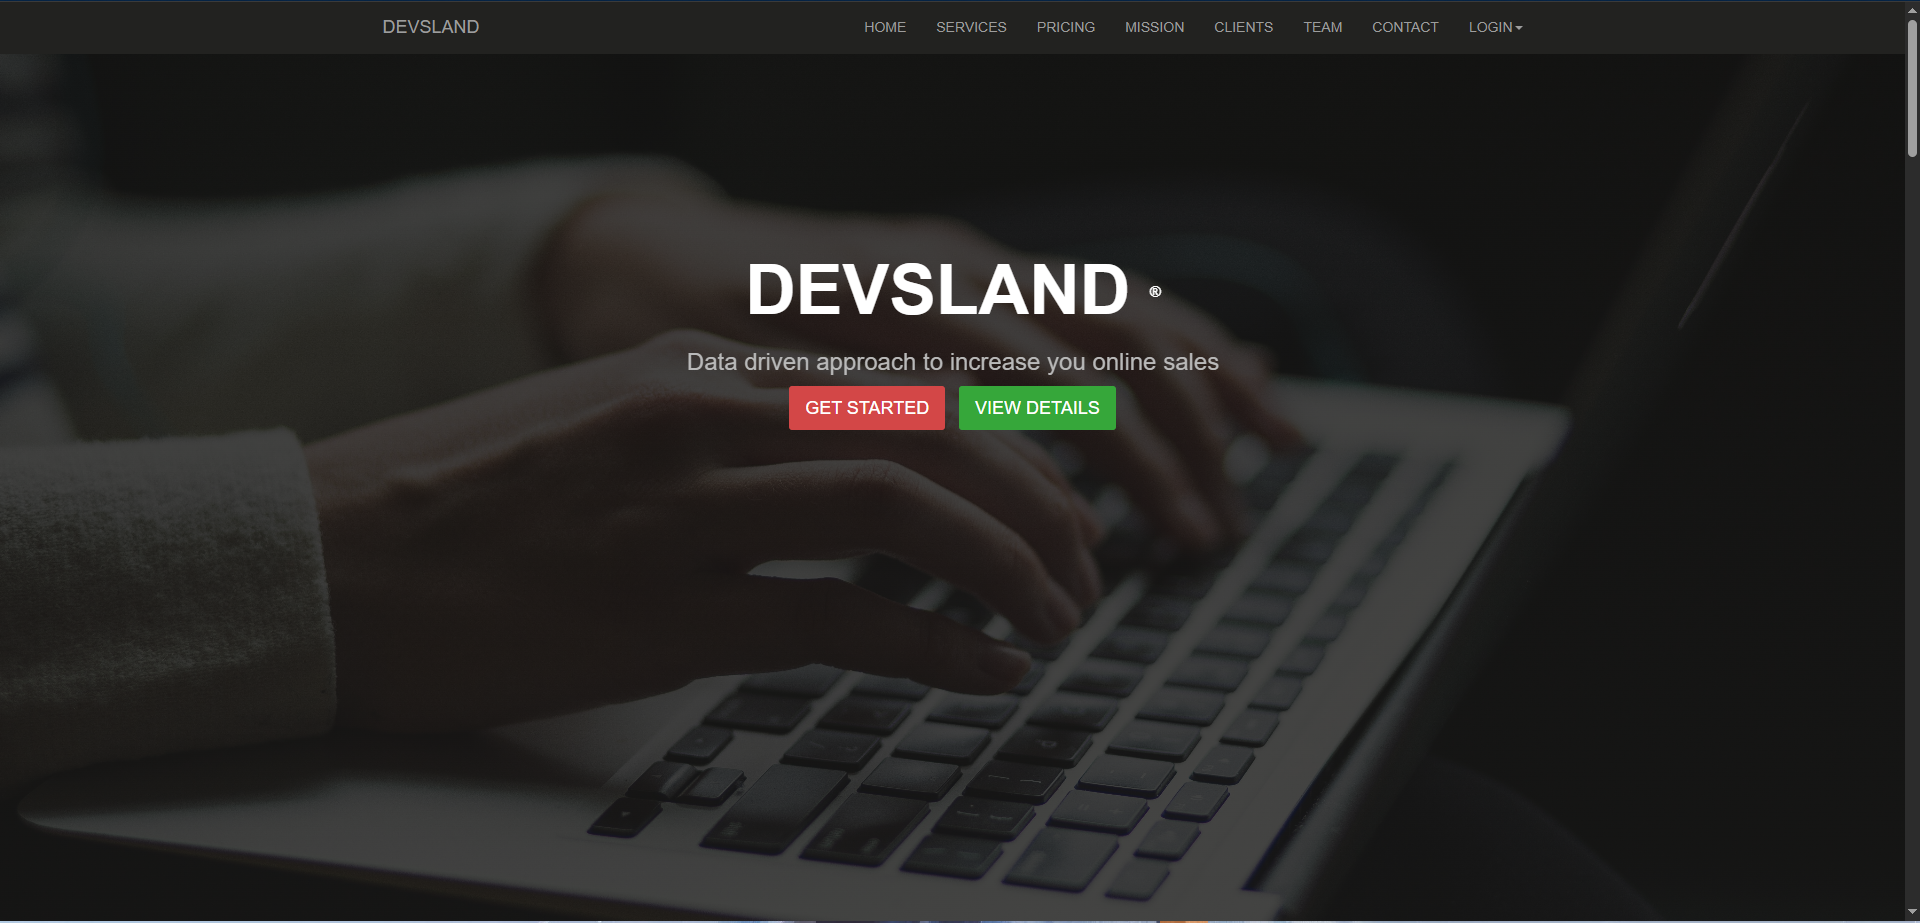 DEVSLAND HOME SERVICES PRICING MISSION CLIENTS TEAM CONTACT LOGIN
DEVSLAND ®
Data driven approach to increase you online sales
GET STARTED VIEW DETAILS